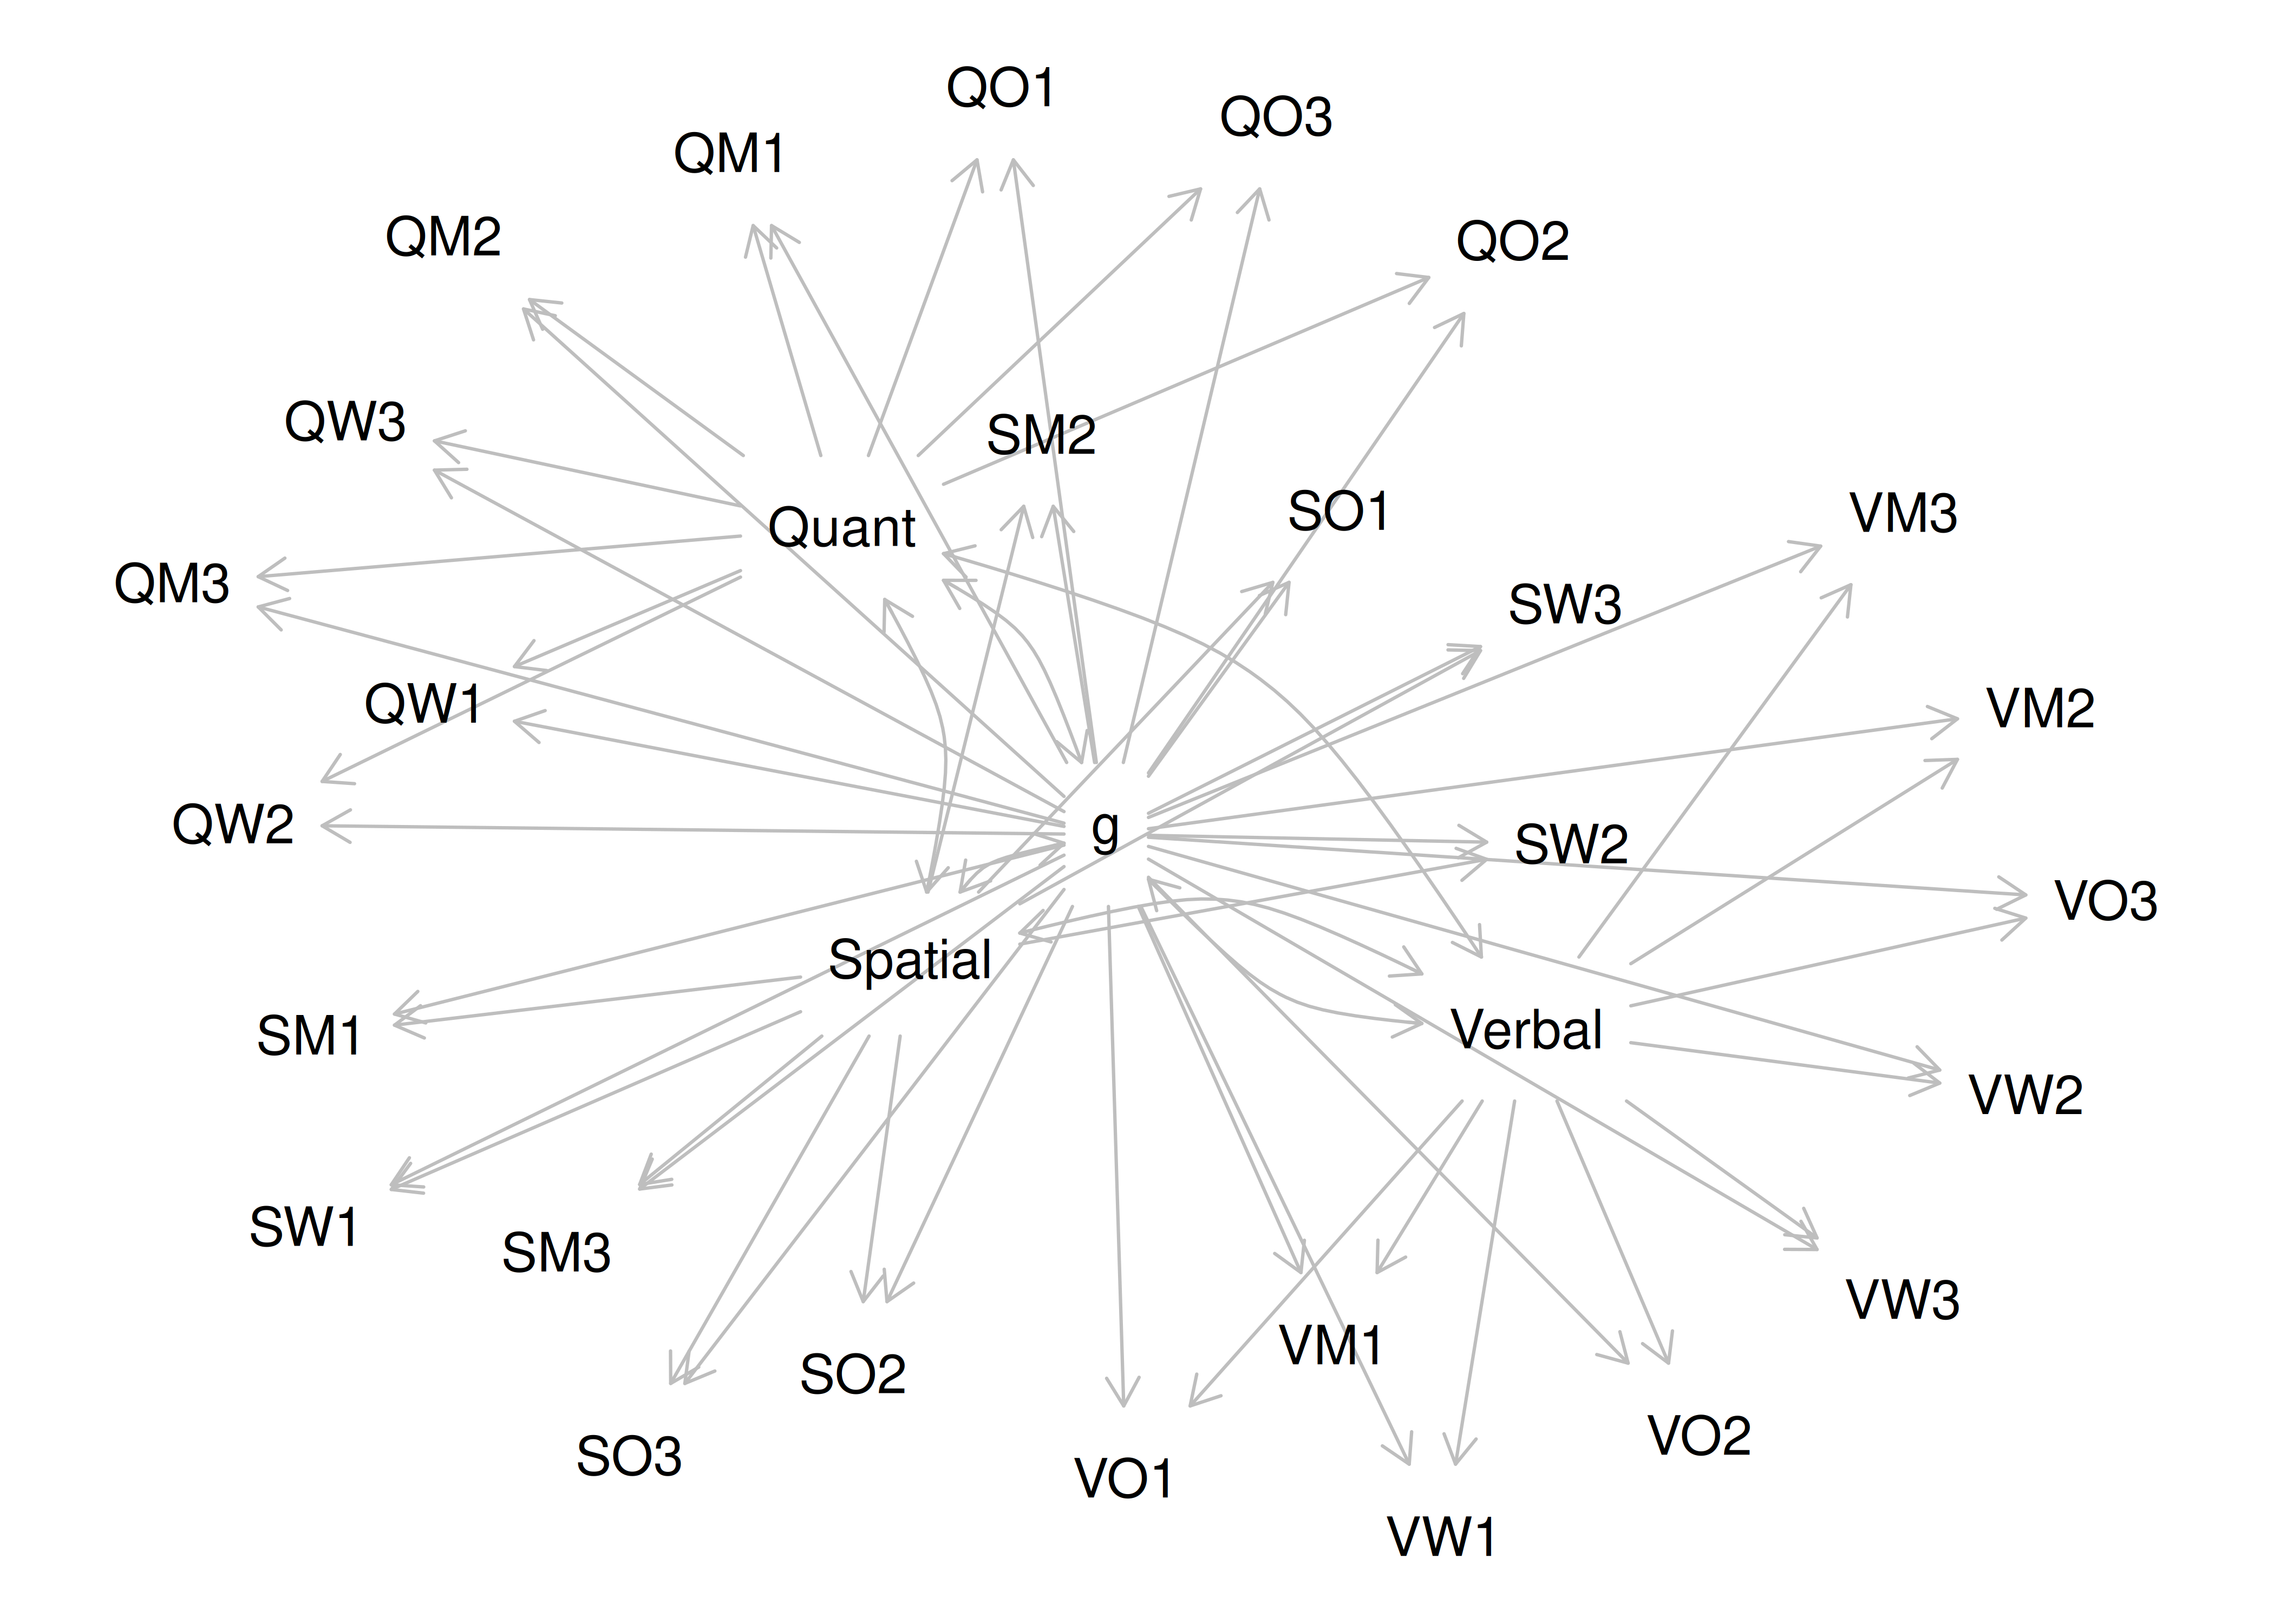 QO1
QO3
QM1
QM2
QO2
QW3
SM2
SO1
VM3
Quant
QM3
SW3
QW1
VM2
QW2
g
SW2
VO3
Spatial
SM1
Verbal
VW2
SW1
SM3
VW3
VM1
SO2
VO2
SO3
VO1
VW1